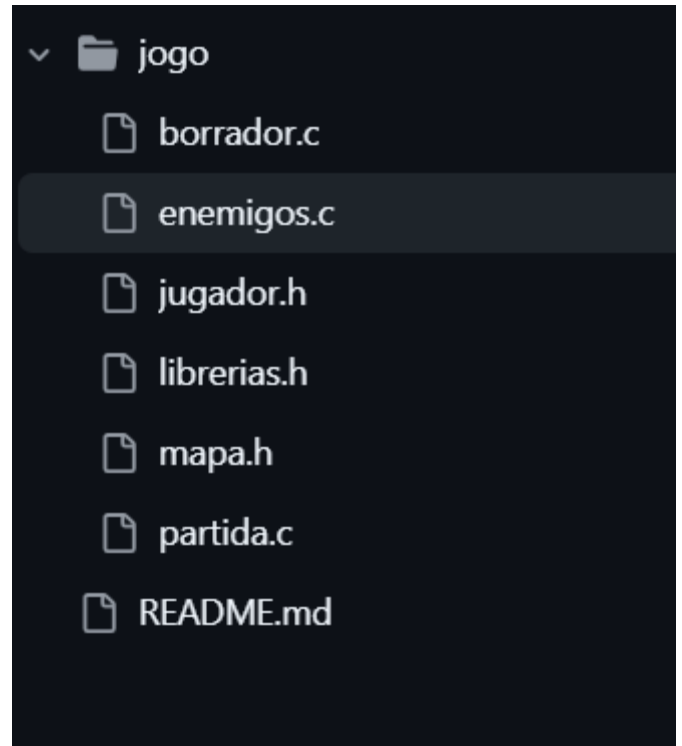 jogo
borrador.c
enemigos.c
jugador.h
librerias.h
mapa.h
partida.c
README.md